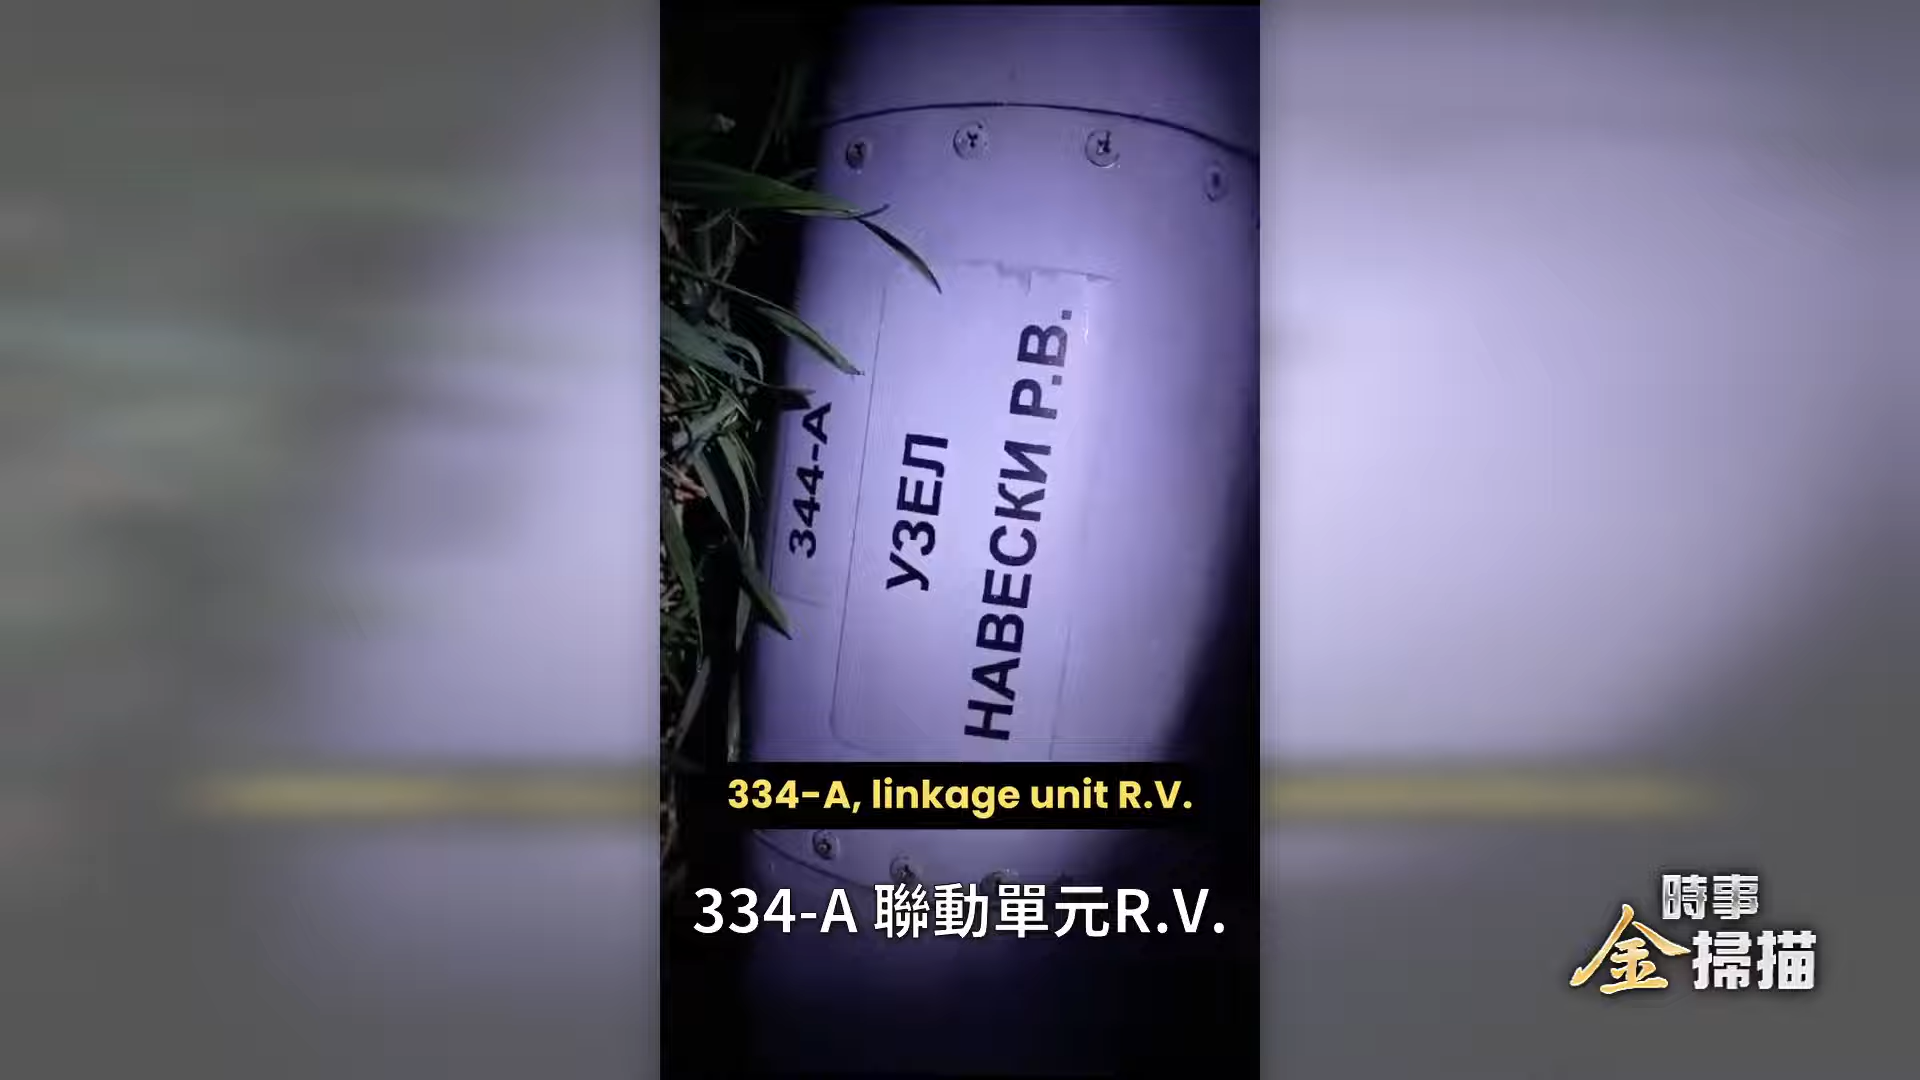 344-A
УЗЕЛ
НАВЕСКИ Р.В.
334-A, linkage unit R.V.
334-A 聯動單元R.V.
時事
金掃描